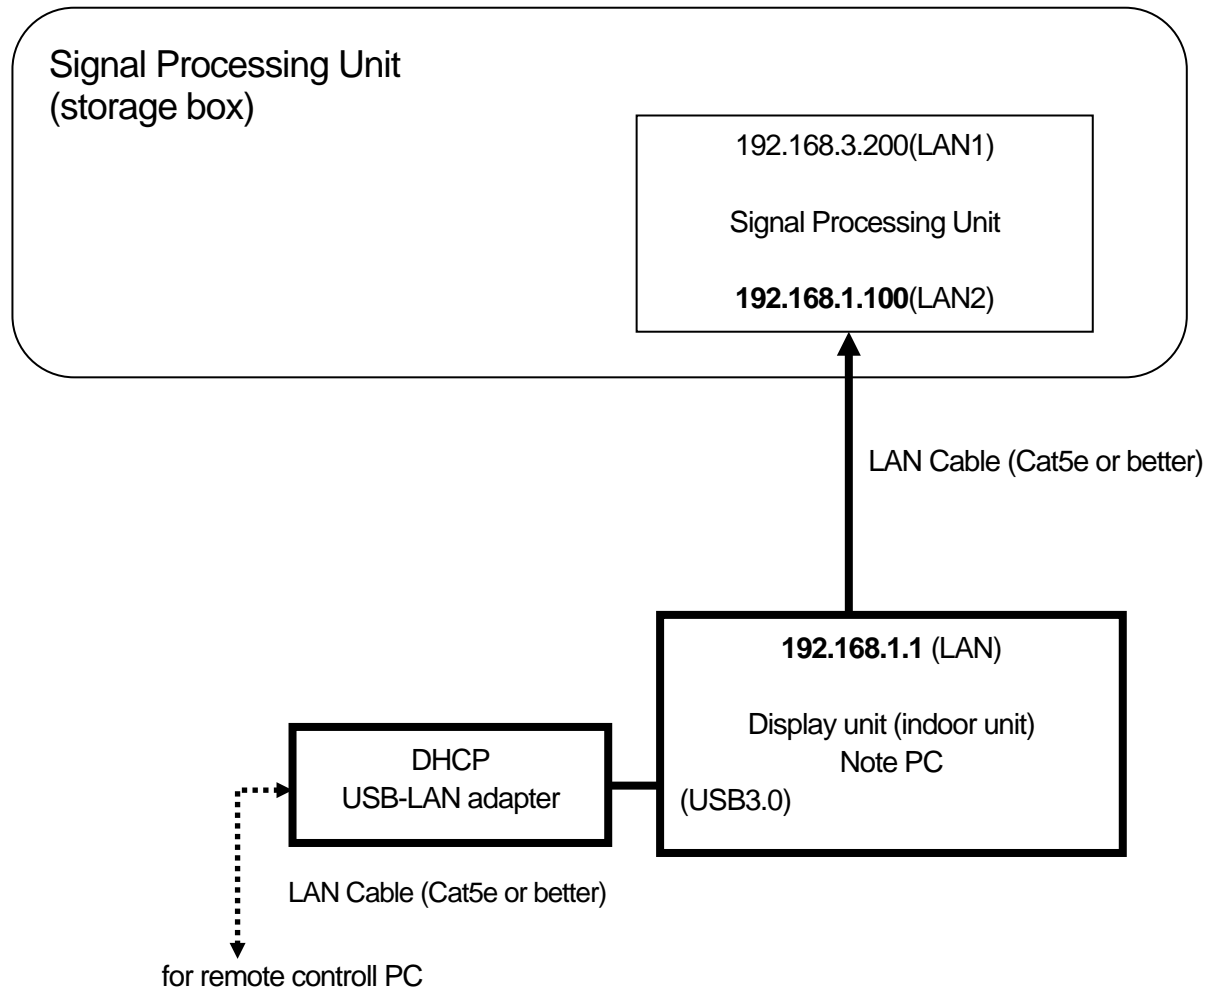 Signal Processing Unit
(storage box)
192.168.3.200(LAN1)
Signal Processing Unit
192.168.1.100(LAN2)
LAN Cable (Cat5e or better)
192.168.1.1 (LAN)
Display unit (indoor unit)
Note PC
(USB3.0)
DHCP
USB-LAN adapter
LAN Cable (Cat5e or better)
for remote controll PC